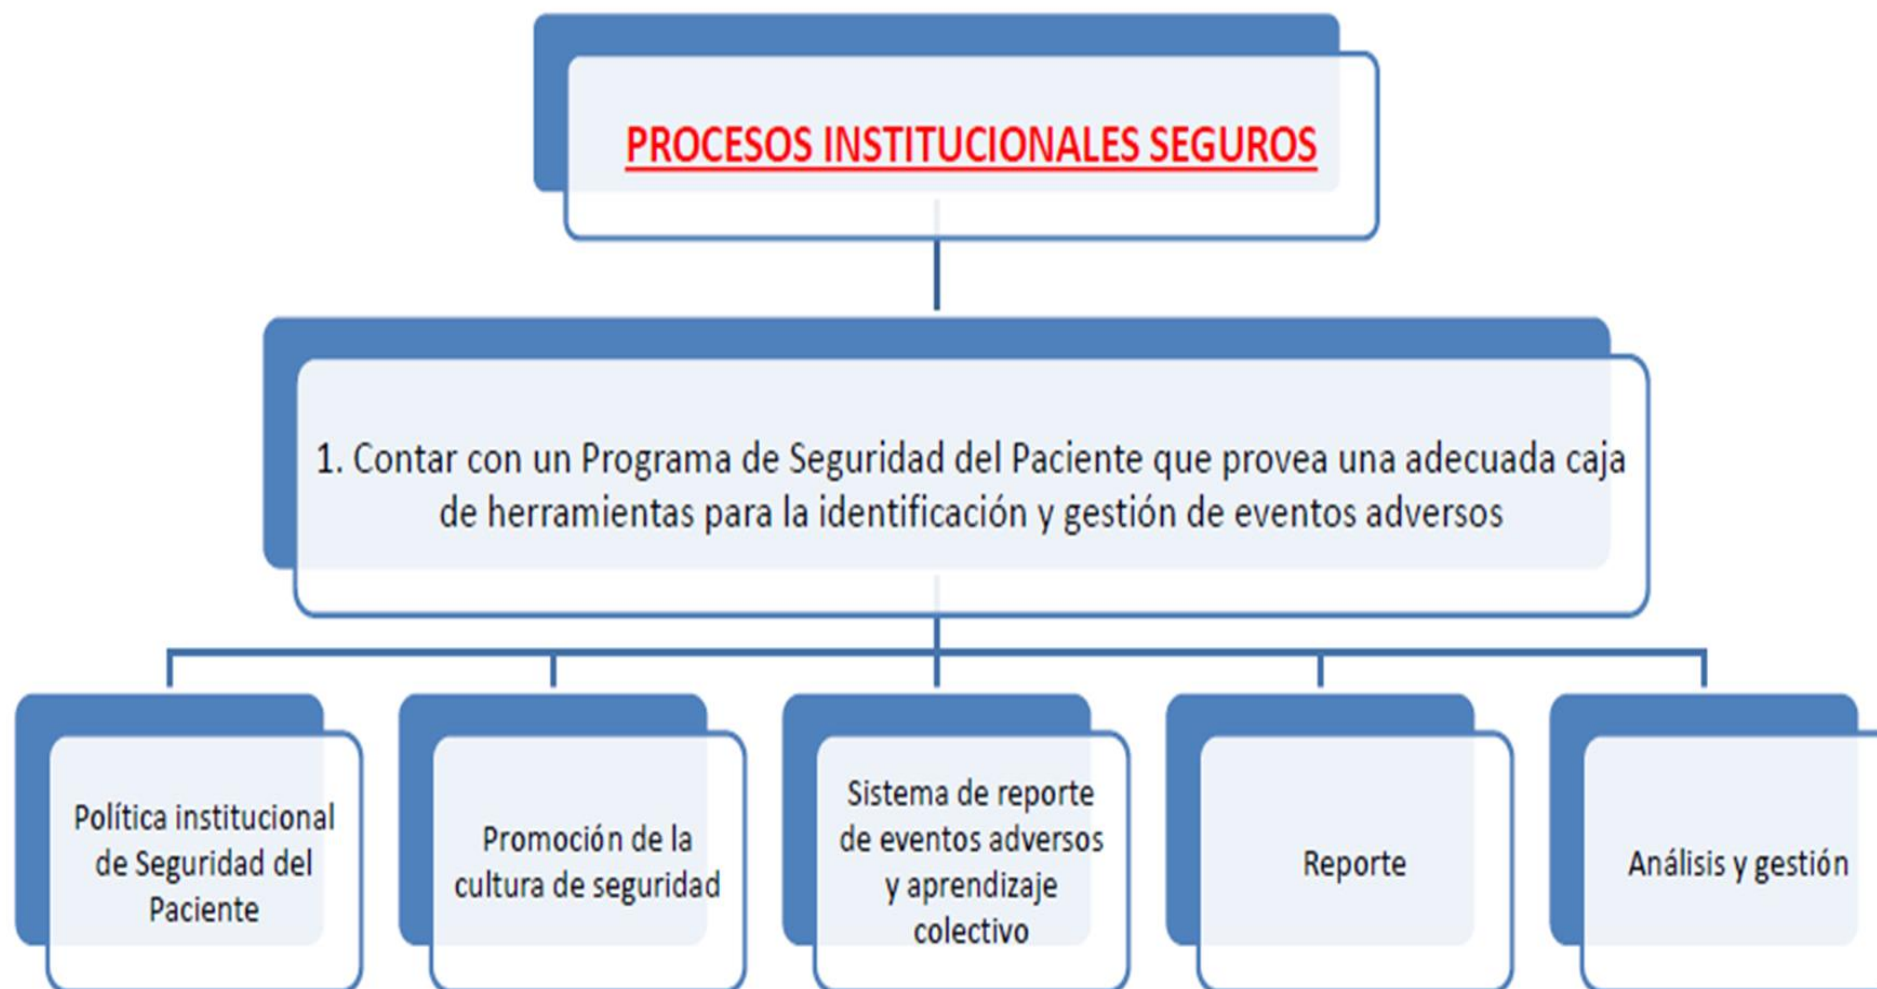 PROCESOS INSTITUCIONALES SEGUROS
1. Contar con un Programa de Seguridad del Paciente que provea una adecuada caja
de herramientas para la identificación y gestión de eventos adversos
Política institucional
de Seguridad del
Paciente
Promoción de la
cultura de seguridad
Sistema de reporte
de eventos adversos
y aprendizaje
colectivo
Reporte
Análisis y gestión